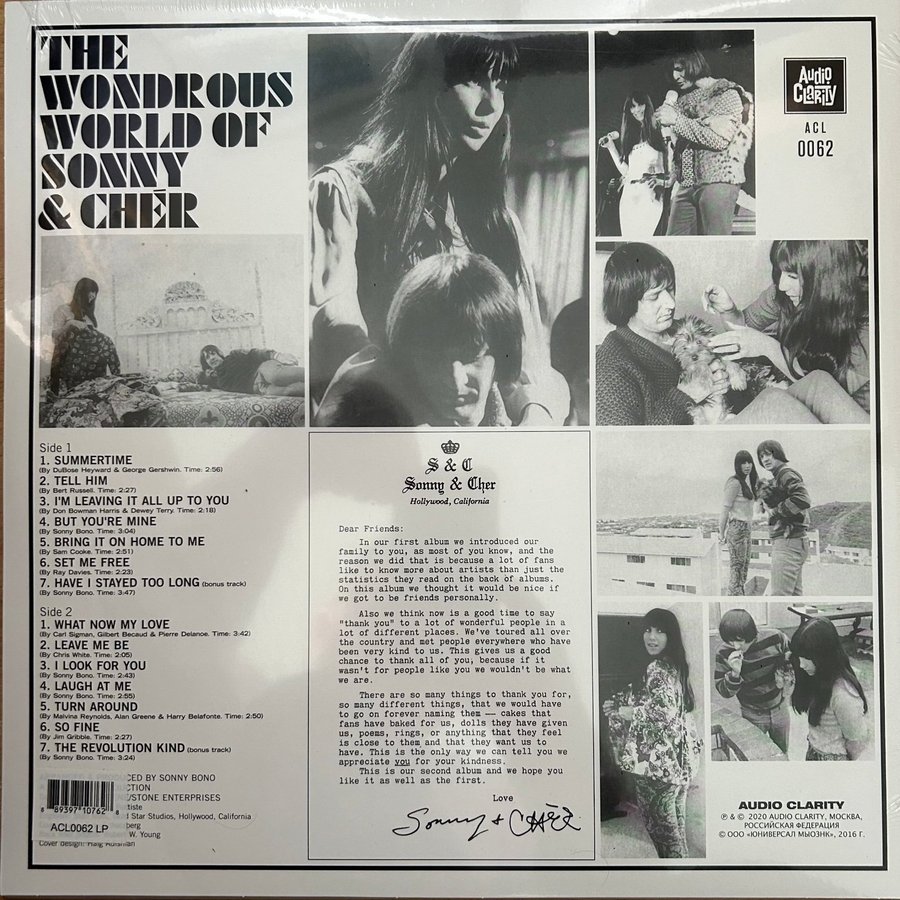 THE
WONDROUS
WORLD OF
SONNY
& CHÉR
Audio
Clarity
ACL
0062
Side 1
1. SUMMERTIME
(By DuBose Heyward & George Gershwin. Time: 2:56)
2. TELL HIM
(By Bert Russell. Time: 2:27)
3. I'M LEAVING IT ALL UP TO YOU
(By Don Bowman Harris & Dewey Terry. Time: 2:18)
4. BUT YOU'RE MINE
(By Sonny Bono. Time: 3:04)
5. BRING IT ON HOME TO ME
(By Sam Cooke. Time: 2:51)
6. SET ME FREE
(By Ray Davies. Time: 2:23)
7. HAVE I STAYED TOO LONG (bonus track)
(By Sonny Bono. Time: 3:47)
Side 2
1. WHAT NOW MY LOVE
(By Carl Sigman, Gilbert Becaud & Pierre Delanoe. Time: 3:42)
2. LEAVE ME BE
(By Chris White. Time: 2:05)
3. I LOOK FOR YOU
(By Sonny Bono. Time: 2:43)
4. LAUGH AT ME
(By Sonny Bono. Time: 2:55)
5. TURN AROUND
(By Malvina Reynolds, Alan Greene & Harry Belafonte. Time: 2:50)
6. SO FINE
(By Jim Gribble. Time: 2:27)
7. THE REVOLUTION KIND (bonus track)
(By Sonny Bono. Time: 3:24)
CED BY SONNY BONO
CTION
/STONE ENTERPRISES
tiste
l Star Studios, Hollywood, California
berg
W. Young
Cover design:
8 89397 10762 8
ACL0062 LP
S & C
Sonny & Cher
Hollywood, California
Dear Friends:
In our first album we introduced our
family to you, as most of you know, and the
reason we did that is because a lot of fans
like to know more about artists than just the
statistics they read on the back of albums.
On this album we thought it would be nice if
we got to be friends personally.
Also we think now is a good time to say
"thank you" to a lot of wonderful people in a
lot of different places. We've toured all over
the country and met people everywhere who have
been very kind to us. This gives us a good
chance to thank all of you, because if it
wasn't for people like you we wouldn't be what
we are.
There are so many things to thank you for,
so many different things, that we would have
to go on forever naming them — cakes that
fans have baked for us, dolls they have given
us, poems, rings, or anything that they feel
is close to them and that they want us to
have. This is the only way we can tell you we
appreciate you for your kindness.
This is our second album and we hope you
like it as well as the first.
Love
Sonny + CHÉR
AUDIO CLARITY
℗ & © 2020 AUDIO CLARITY, МОСКВА,
РОССИЙСКАЯ ФЕДЕРАЦИЯ
© ООО «ЮНИВЕРСАЛ МЬЮЗНК», 2016 Г.